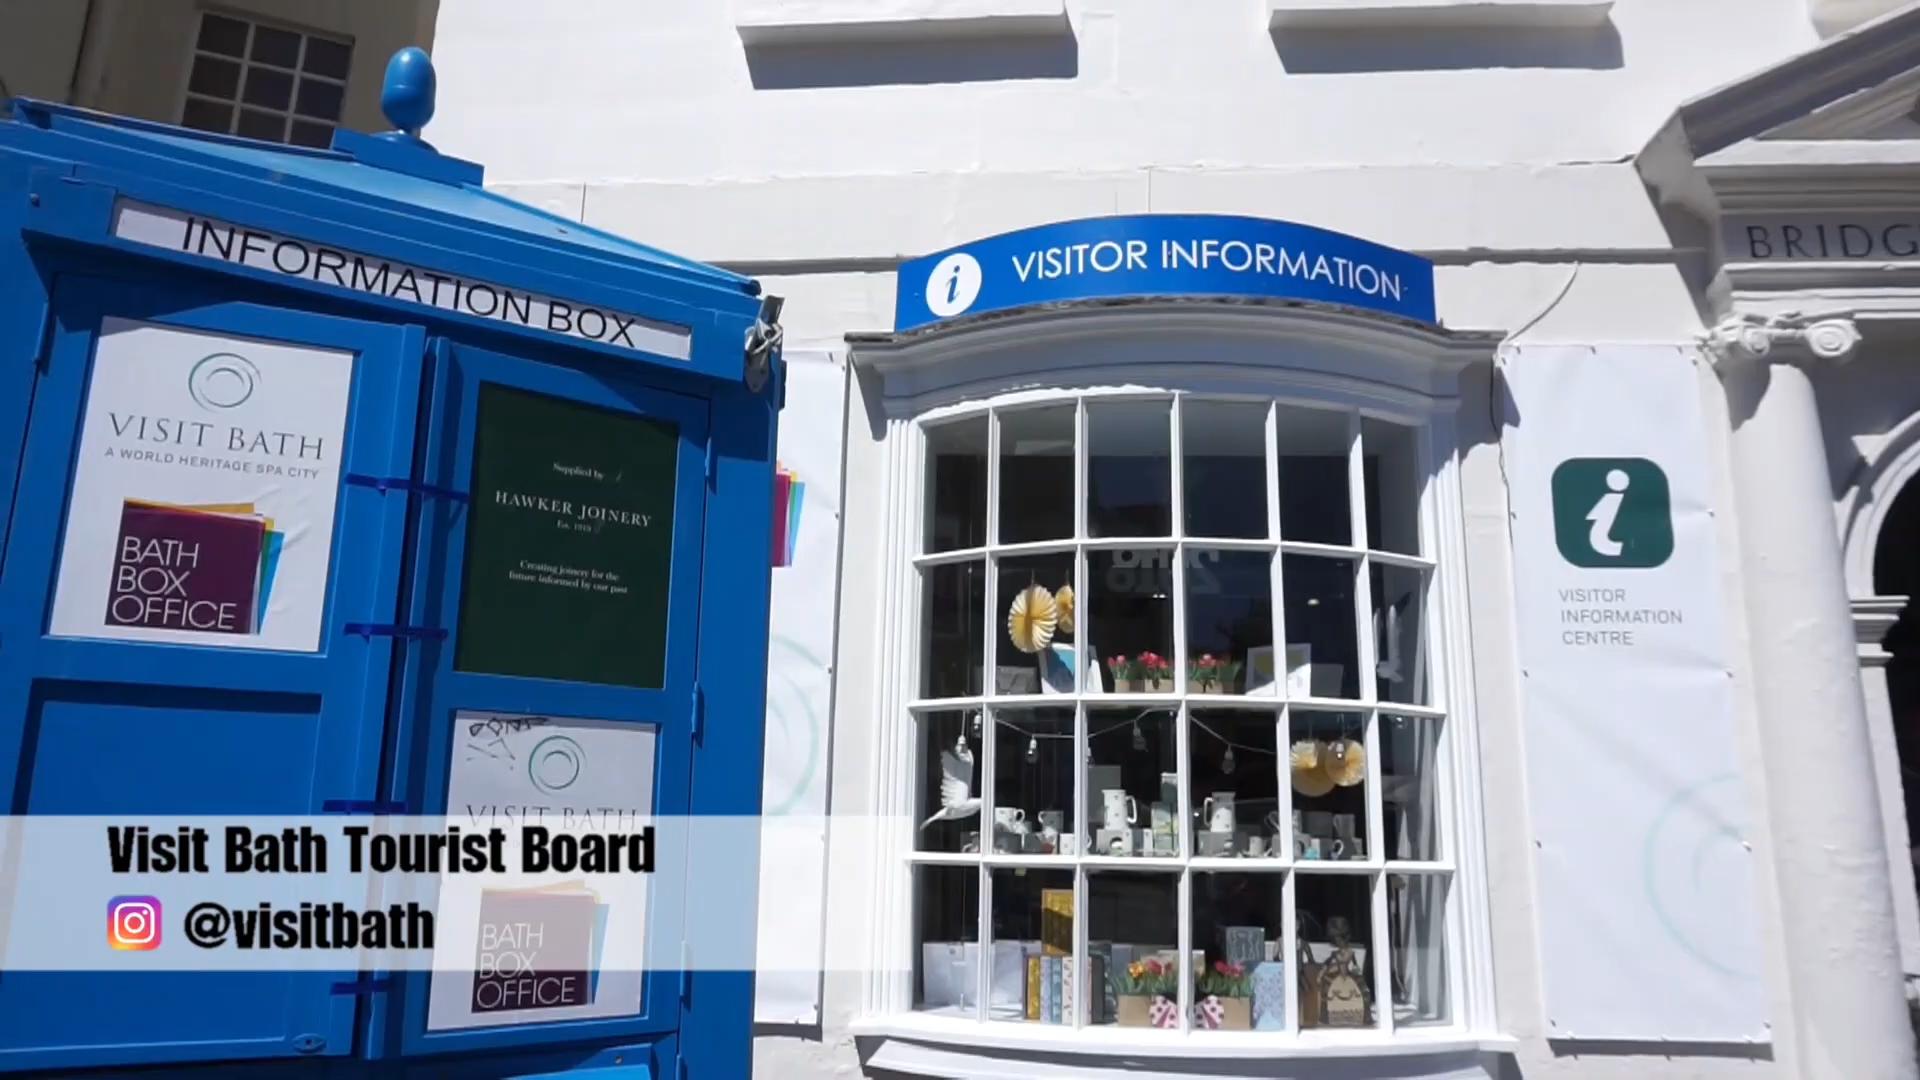 INFORMATION BOX
VISIT BATH
A WORLD HERITAGE SPA CITY
BATH
BOX
OFFICE
Supplied by
HAWKER JOINERY
Creating joinery for the
future informed by our past
VISIT BATH
BATH
BOX
OFFICE
i VISITOR INFORMATION
BRIDG
i
VISITOR
INFORMATION
CENTRE
Visit Bath Tourist Board
@visitbath